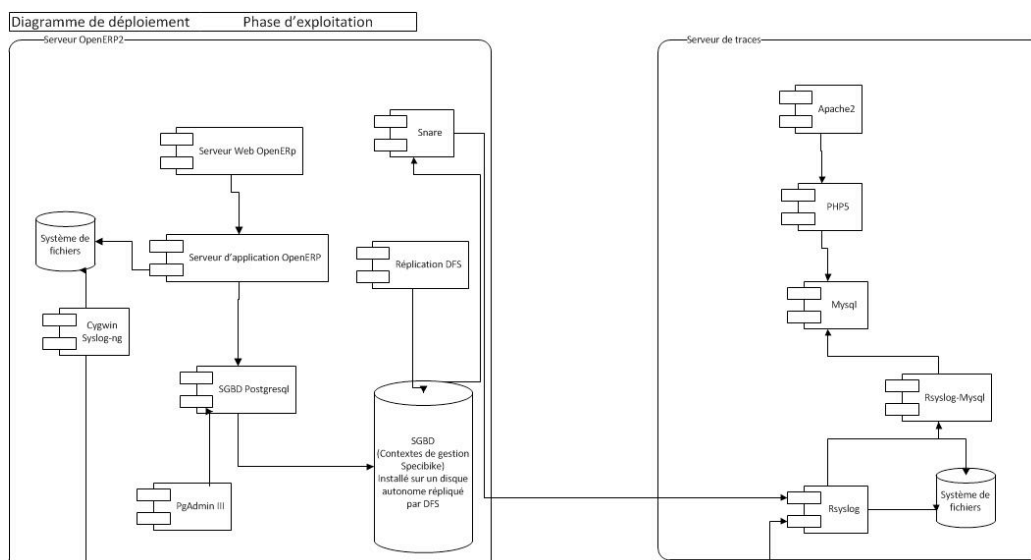 Diagramme de déploiement Phase d'exploitation
Serveur OpenERP2
Serveur Web OpenERp
Snare
Système de
fichiers
Serveur d'application OpenERP
Réplication DFS
Cygwin
Syslog-ng
SGBD Postgresql
SGBD
(Contextes de gestion
Specibike)
Installé sur un disque
autonome répliqué
par DFS
PgAdmin III
Serveur de traces
Apache2
PHP5
Mysql
Rsyslog-Mysql
Rsyslog
Système de
fichiers